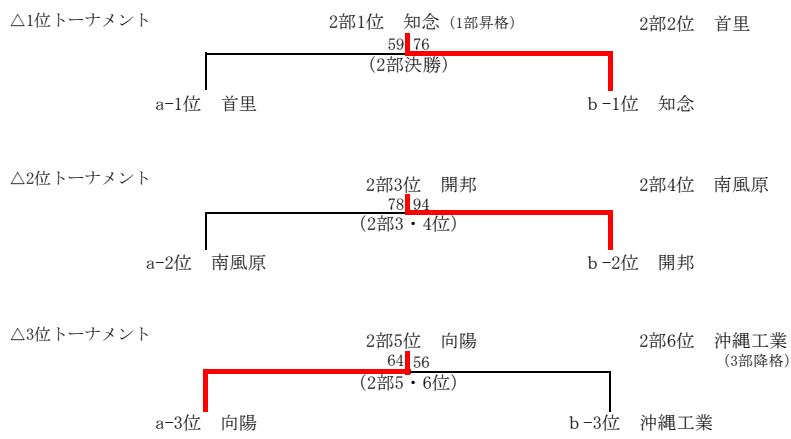 △1位トーナメント 2部1位 知念（1部昇格） 2部2位 首里
59 76
（2部決勝）
a-1位 首里 b-1位 知念
△2位トーナメント 2部3位 開邦 2部4位 南風原
78 94
（2部3・4位）
a-2位 南風原 b-2位 開邦
△3位トーナメント 2部5位 向陽 2部6位 沖縄工業
64 56 （3部降格）
（2部5・6位）
a-3位 向陽 b-3位 沖縄工業